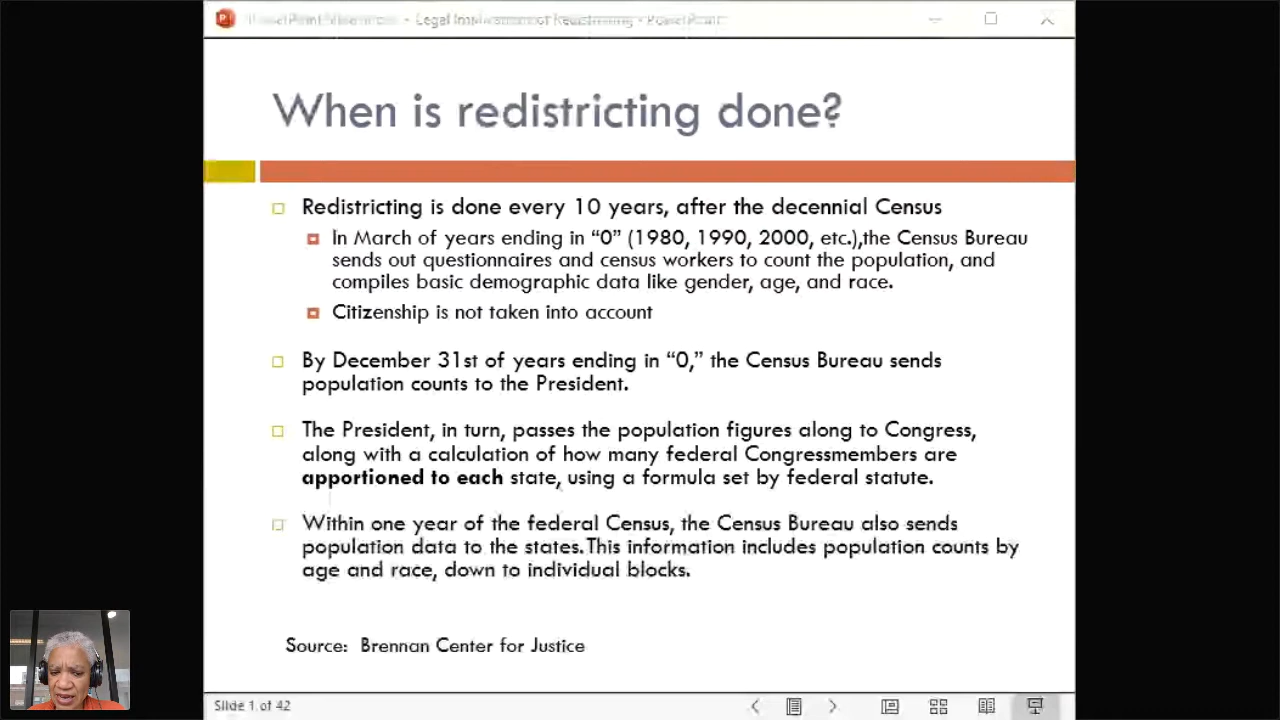 Legal Implications of Redistricting - PowerPoint
When is redistricting done?
Redistricting is done every 10 years, after the decennial Census
In March of years ending in “0” (1980, 1990, 2000, etc.),the Census Bureau
sends out questionnaires and census workers to count the population, and
compiles basic demographic data like gender, age, and race.
Citizenship is not taken into account
By December 31st of years ending in “0,” the Census Bureau sends
population counts to the President.
The President, in turn, passes the population figures along to Congress,
along with a calculation of how many federal Congressmembers are
apportioned to each state, using a formula set by federal statute.
Within one year of the federal Census, the Census Bureau also sends
population data to the states.This information includes population counts by
age and race, down to individual blocks.
Source: Brennan Center for Justice
Slide 1 of 42